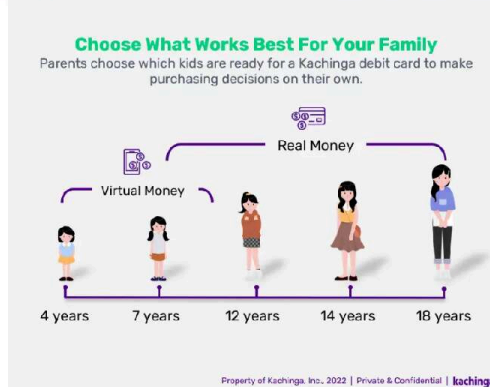 Choose What Works Best For Your Family
Parents choose which kids are ready for a Kachinga debit card to make
purchasing decisions on their own.
Real Money
Virtual Money
4 years
7 years
12 years
14 years
18 years
Property of Kachinga, Inc., 2022 | Private & Confidential | kaching